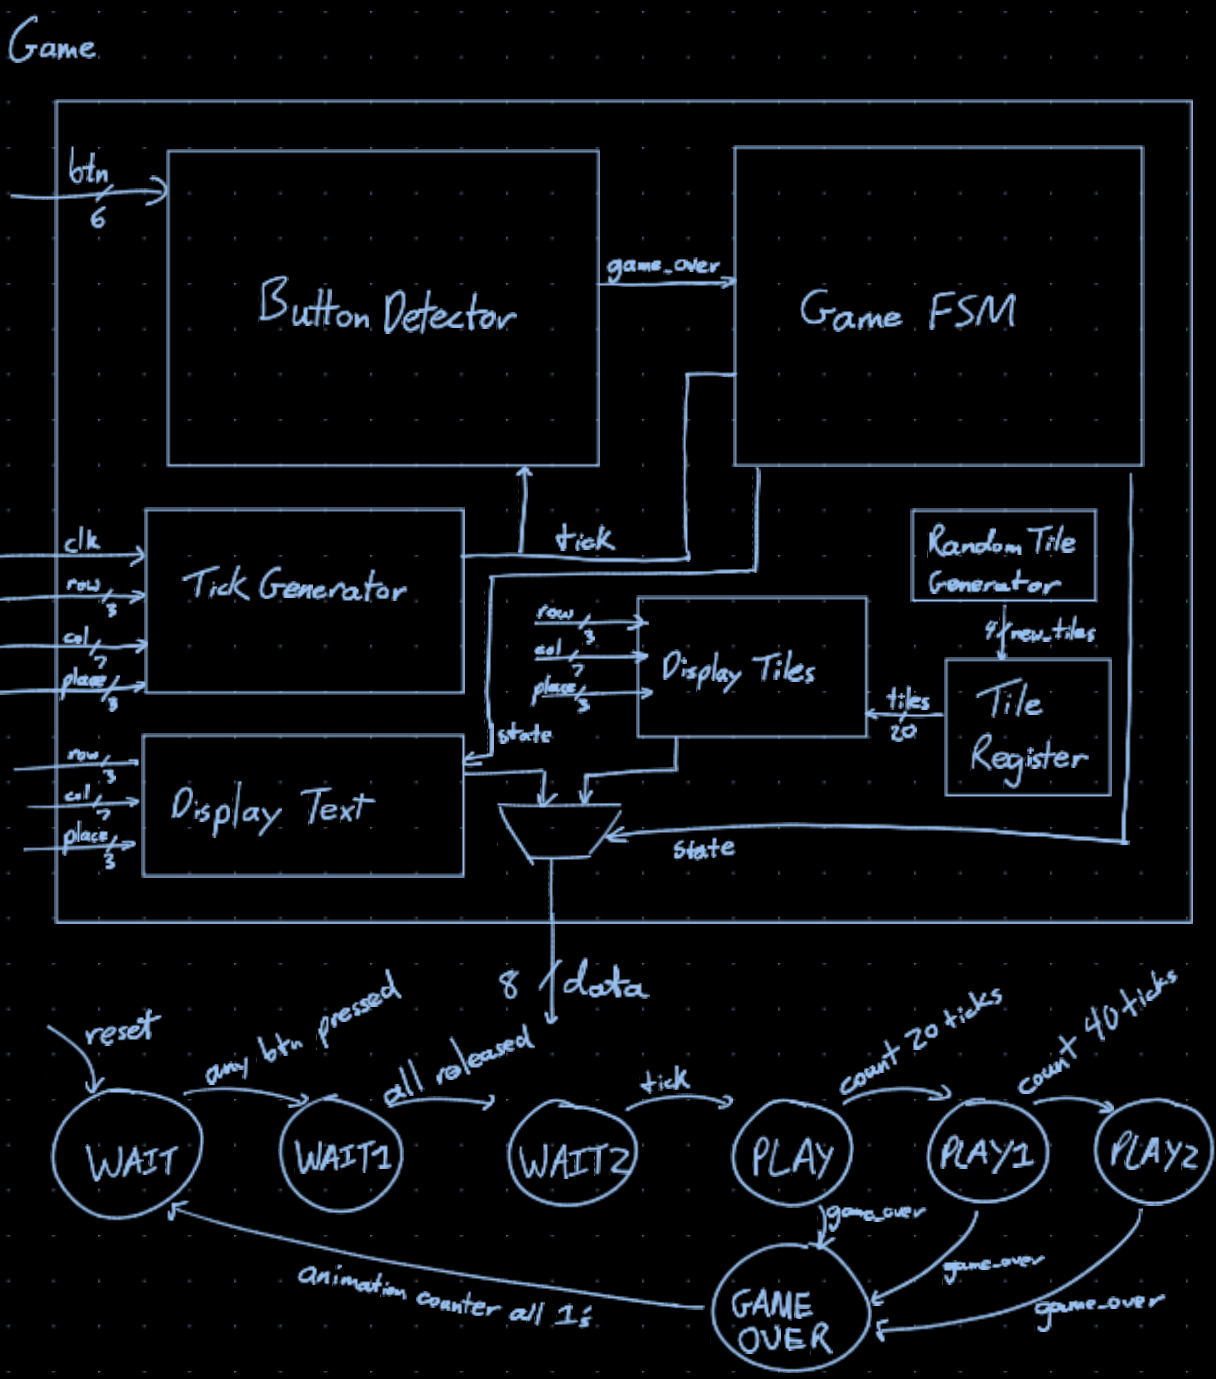 Game
btn
6
Button Detector
game_over
Game FSM
clk
row
3
col
7
place
3
Tick Generator
tick
Random Tile
Generator
4
new_tiles
row
3
col
7
place
3
Display Tiles
tiles
20
Tile
Register
state
row
3
col
7
place
3
Display Text
state
8
data
reset
any btn pressed
all released
tick
count 20 ticks
count 40 ticks
WAIT
WAIT1
WAIT2
PLAY
PLAY1
PLAY2
game_over
game_over
game_over
animation counter all 1s
GAME
OVER